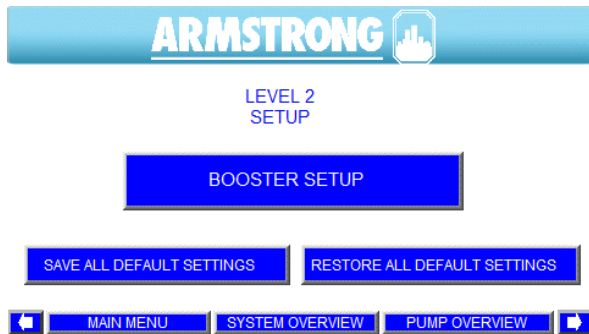 ARMSTRONG
LEVEL 2
SETUP
BOOSTER SETUP
SAVE ALL DEFAULT SETTINGS
RESTORE ALL DEFAULT SETTINGS
MAIN MENU
SYSTEM OVERVIEW
PUMP OVERVIEW